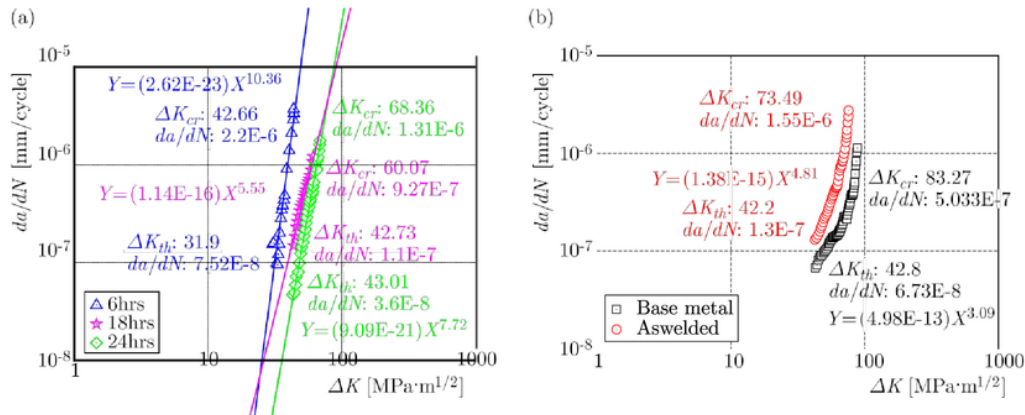 (a)
10^-5
10^-6
10^-7
10^-8
da/dN [mm/cycle]
Y=(2.62E-23)X^10.36
ΔK_cr: 42.66
da/dN: 2.2E-6
ΔK_cr: 68.36
da/dN: 1.31E-6
Y=(1.14E-16)X^5.55
ΔK_cr: 60.07
da/dN: 9.27E-7
ΔK_th: 31.9
da/dN: 7.52E-8
ΔK_th: 42.73
da/dN: 1.1E-7
ΔK_th: 43.01
da/dN: 3.6E-8
Y=(9.09E-21)X^7.72
6hrs
18hrs
24hrs
1 10 100 1000
ΔK [MPa·m^1/2]
(b)
10^-5
10^-6
10^-7
10^-8
da/dN [mm/cycle]
ΔK_cr: 73.49
da/dN: 1.55E-6
Y=(1.38E-15)X^4.81
ΔK_cr: 83.27
da/dN: 5.033E-7
ΔK_th: 42.2
da/dN: 1.3E-7
ΔK_th: 42.8
da/dN: 6.73E-8
Y=(4.98E-13)X^3.09
Base metal
Aswelded
1 10 100 1000
ΔK [MPa·m^1/2]